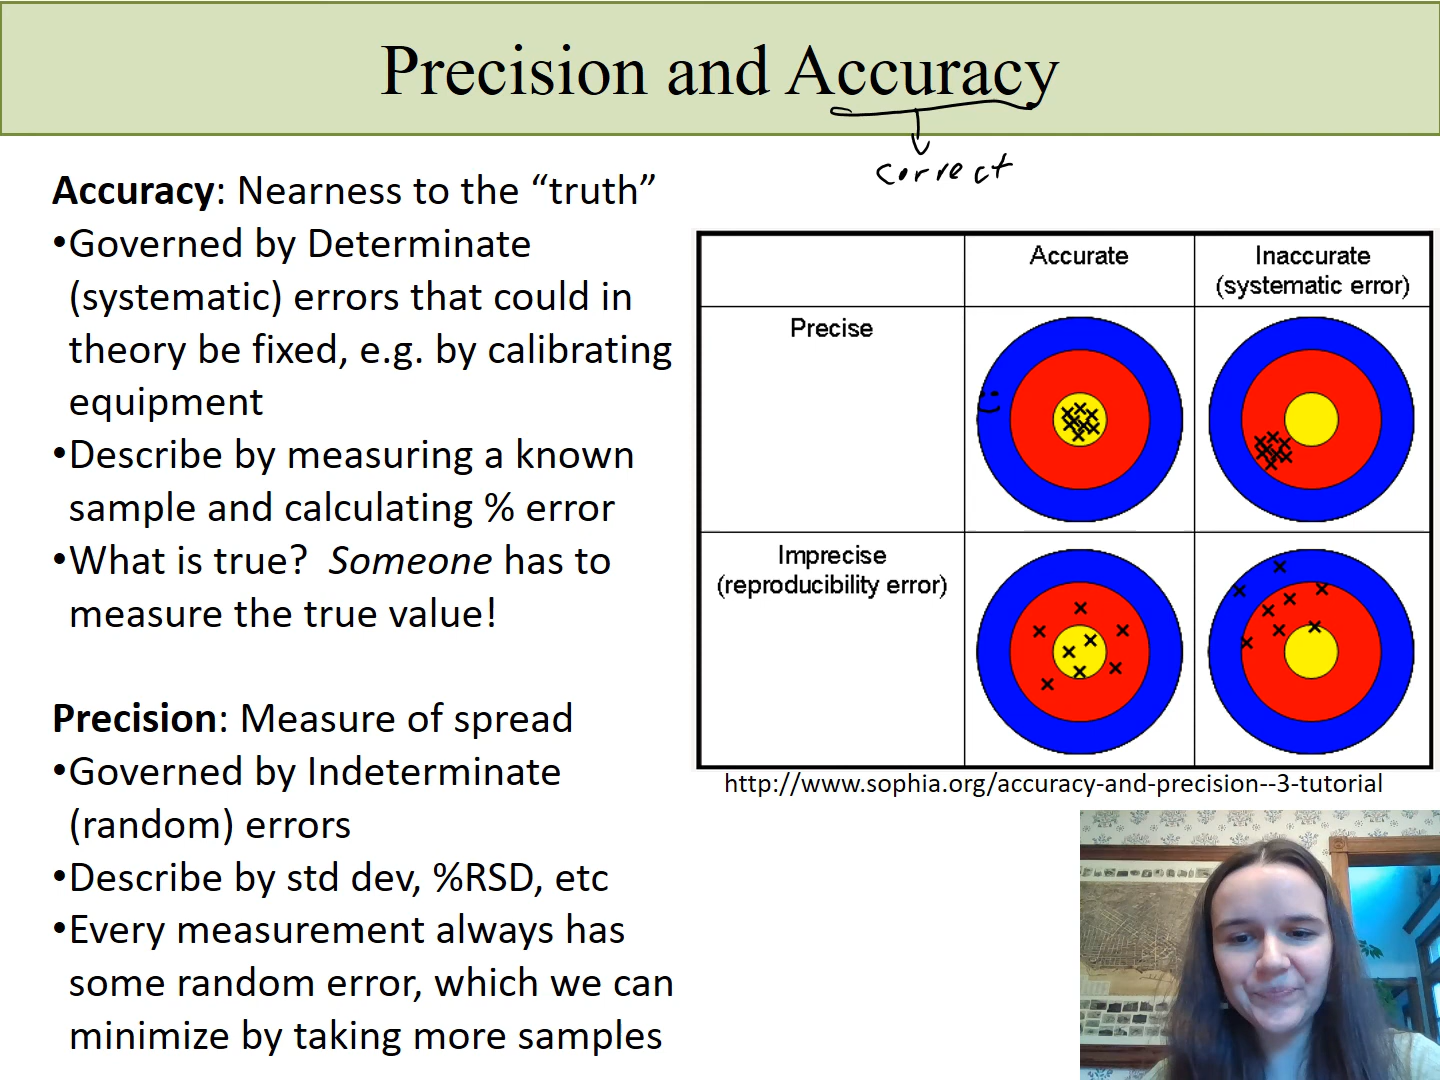 Precision and Accuracy
correct
Accuracy: Nearness to the “truth”
•Governed by Determinate
(systematic) errors that could in
theory be fixed, e.g. by calibrating
equipment
•Describe by measuring a known
sample and calculating % error
•What is true? Someone has to
measure the true value!
Precision: Measure of spread
•Governed by Indeterminate
(random) errors
•Describe by std dev, %RSD, etc
•Every measurement always has
some random error, which we can
minimize by taking more samples
Accurate
Inaccurate
(systematic error)
Precise
Imprecise
(reproducibility error)
http://www.sophia.org/accuracy-and-precision--3-tutorial